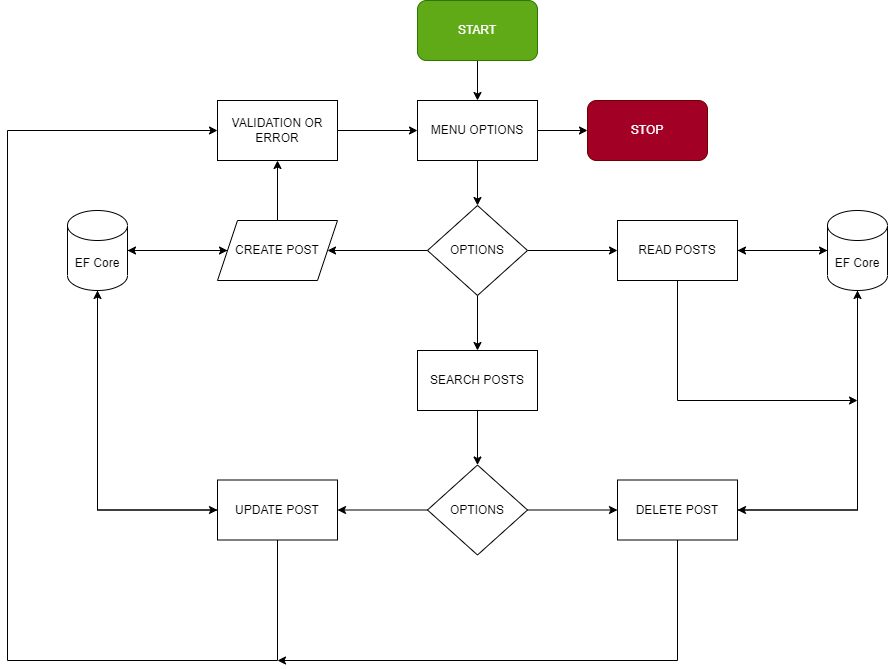 START
VALIDATION OR
ERROR
MENU OPTIONS
STOP
EF Core
CREATE POST
OPTIONS
READ POSTS
EF Core
SEARCH POSTS
UPDATE POST
OPTIONS
DELETE POST